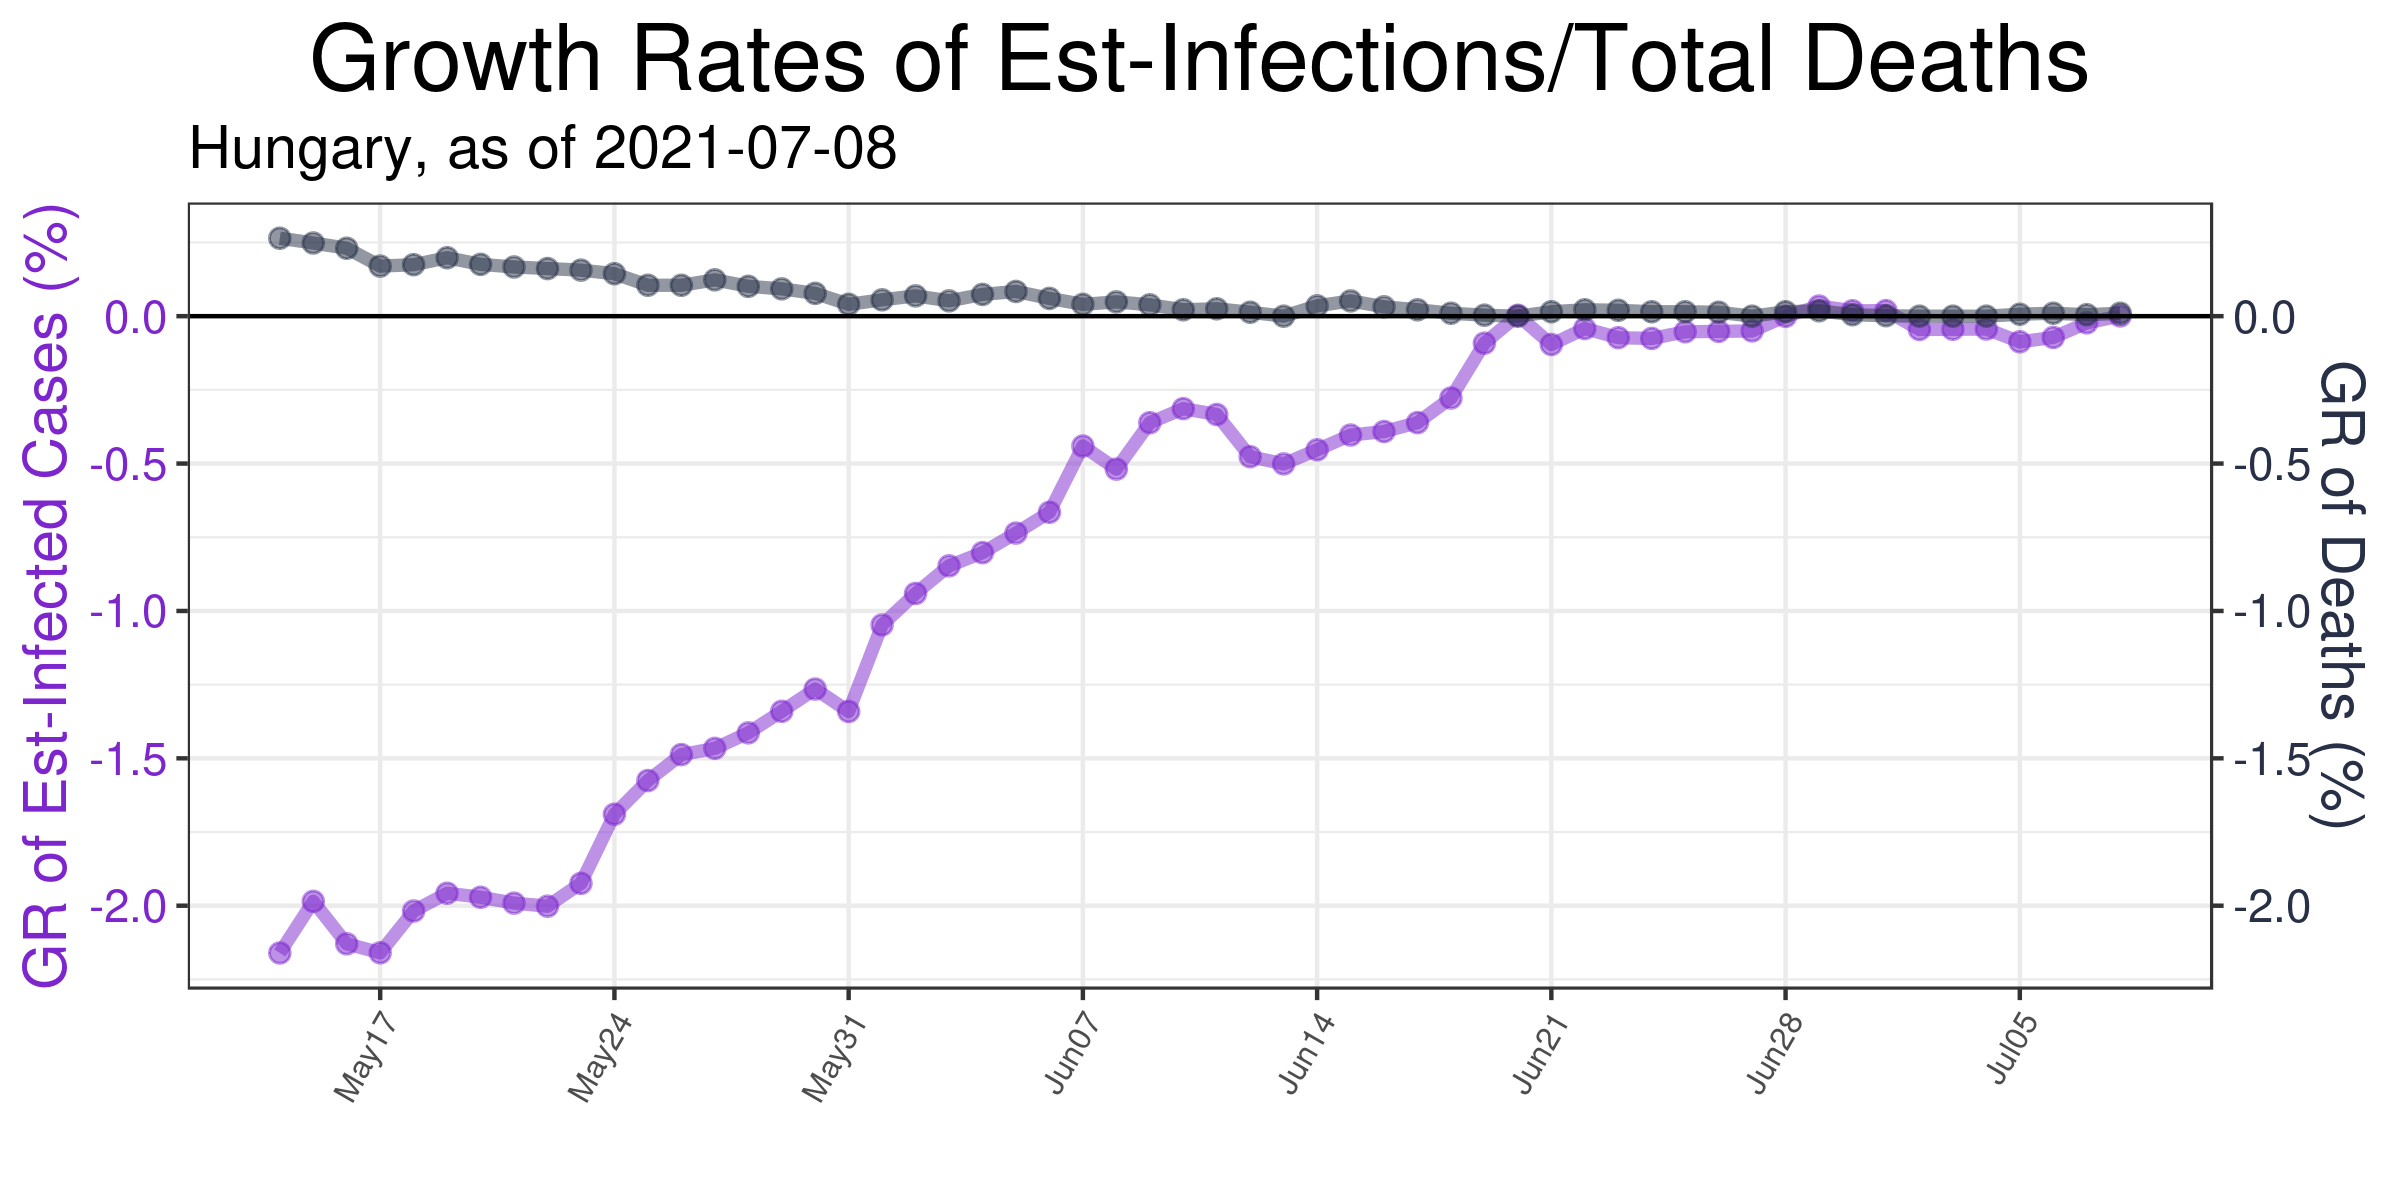 Growth Rates of Est-Infections/Total Deaths
Hungary, as of 2021-07-08
GR of Est-Infected Cases (%)
0.0
-0.5
-1.0
-1.5
-2.0
0.0
-0.5
-1.0
-1.5
-2.0
GR of Deaths (%)
May17
May24
May31
Jun07
Jun14
Jun21
Jun28
Jul05